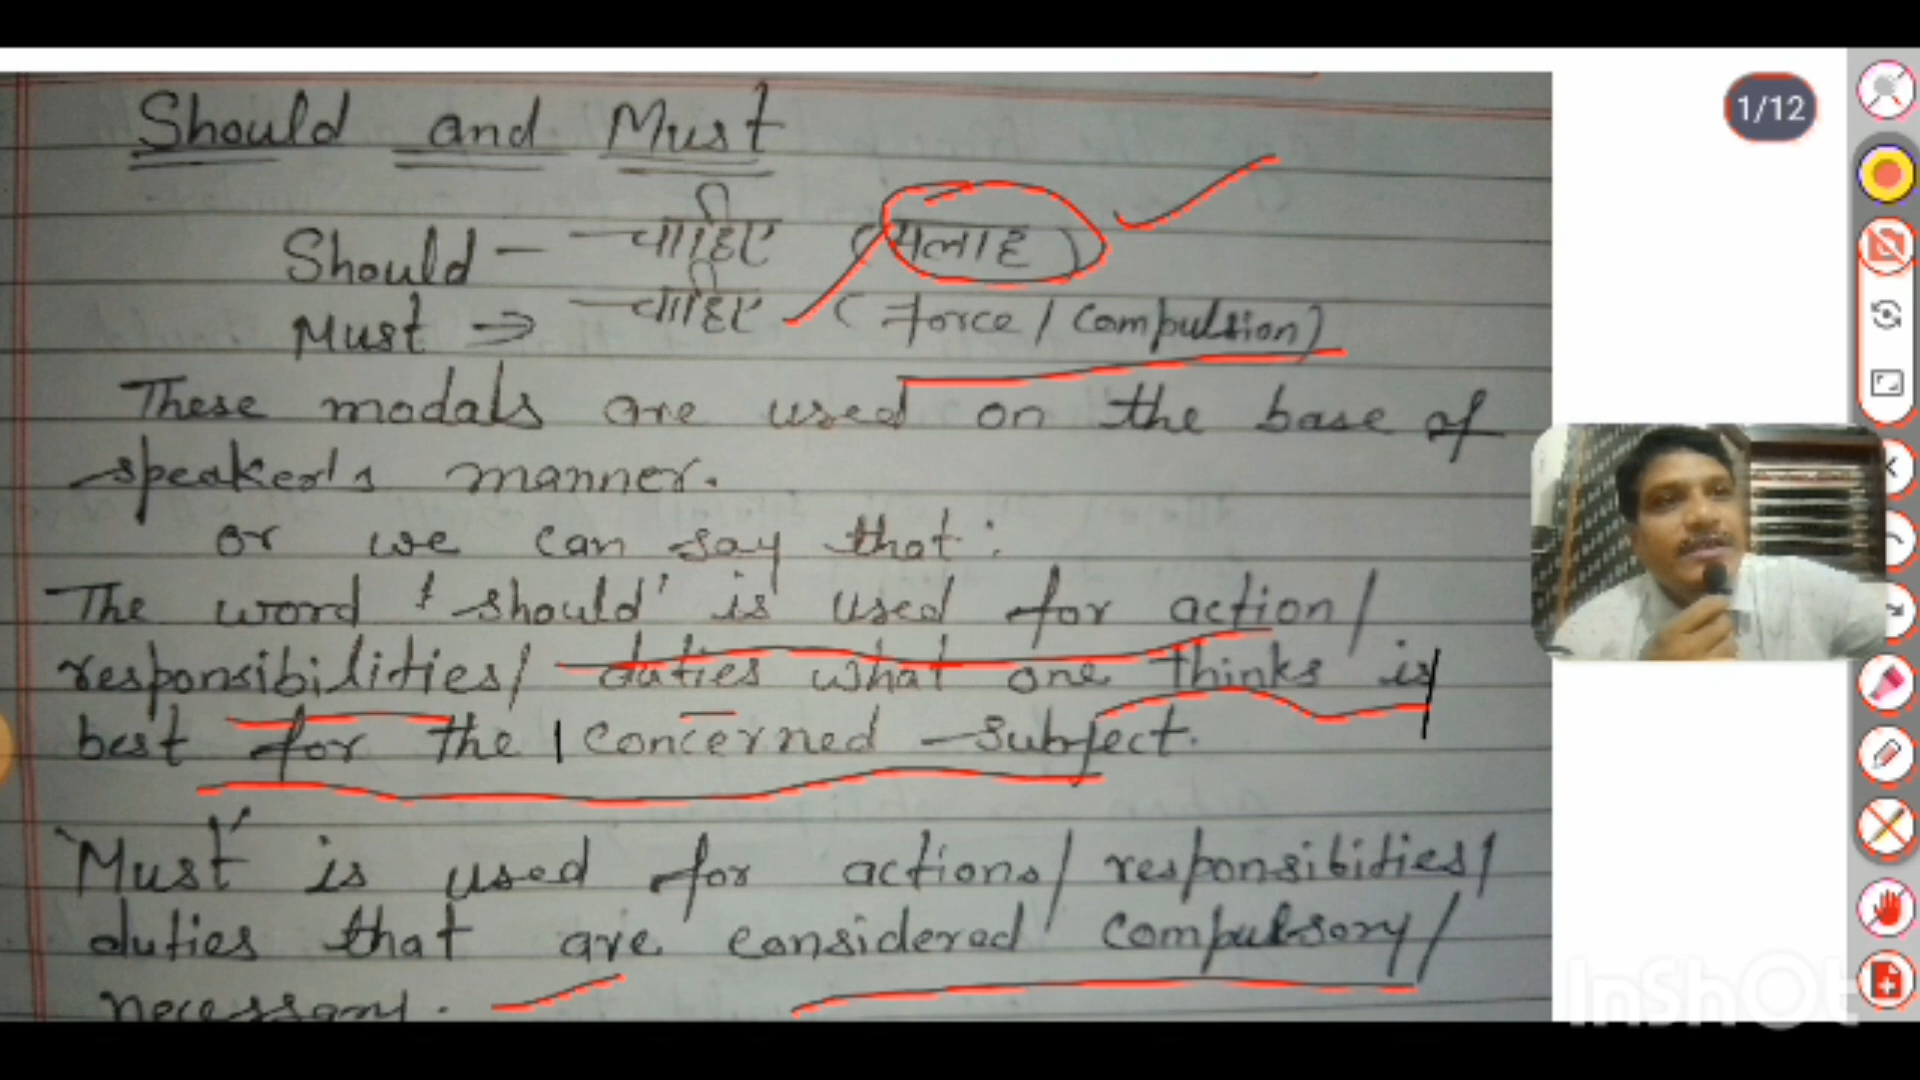 Should and Must
1/12
Should - चाहिए (सलाह)
Must ⇒ चाहिए (Force / Compulsion)
These modals are used on the base of
speaker's manner.
or we can say that :
The word 'should' is used for action/
responsibilities/ duties what one thinks is
best for the concerned subject.
'Must' is used for actions/ responsibities/
duties that are considered compulsory/
necessary.
InShOt